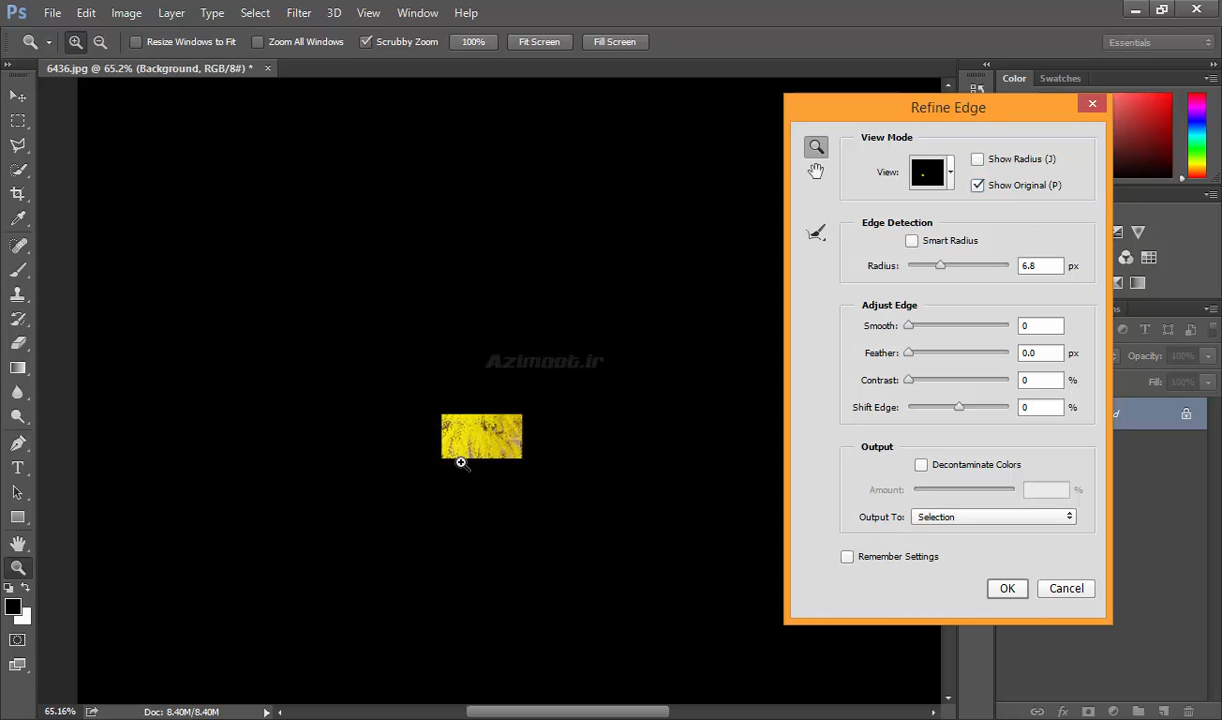 Ps File Edit Image Layer Type Select Filter 3D View Window Help
Resize Windows to Fit Zoom All Windows Scrubby Zoom 100% Fit Screen Fill Screen Essentials
6436.jpg @ 65.2% (Background, RGB/8#) *
Color Swatches
Refine Edge
View Mode
View:
Show Radius (J)
Show Original (P)
Edge Detection
Smart Radius
Radius: 6.8 px
Adjust Edge
Smooth: 0
Feather: 0.0 px
Contrast: 0 %
Shift Edge: 0 %
Output
Decontaminate Colors
Amount: %
Output To: Selection
Remember Settings
OK Cancel
Opacity: 100%
Fill: 100%
Azimoot.ir
65.16% Doc: 8.40M/8.40M